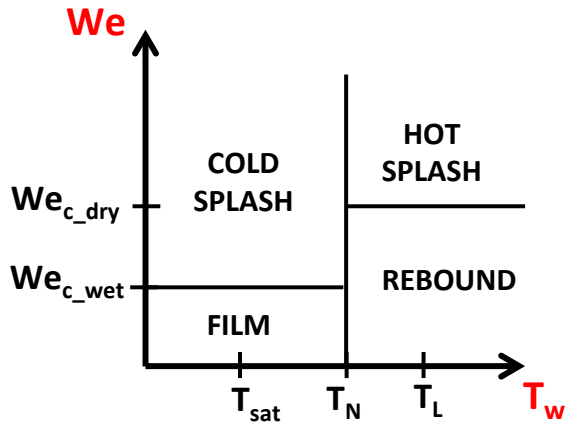 We
HOT
SPLASH
COLD
SPLASH
We_c_dry
We_c_wet
REBOUND
FILM
T_sat
T_N
T_L
T_w